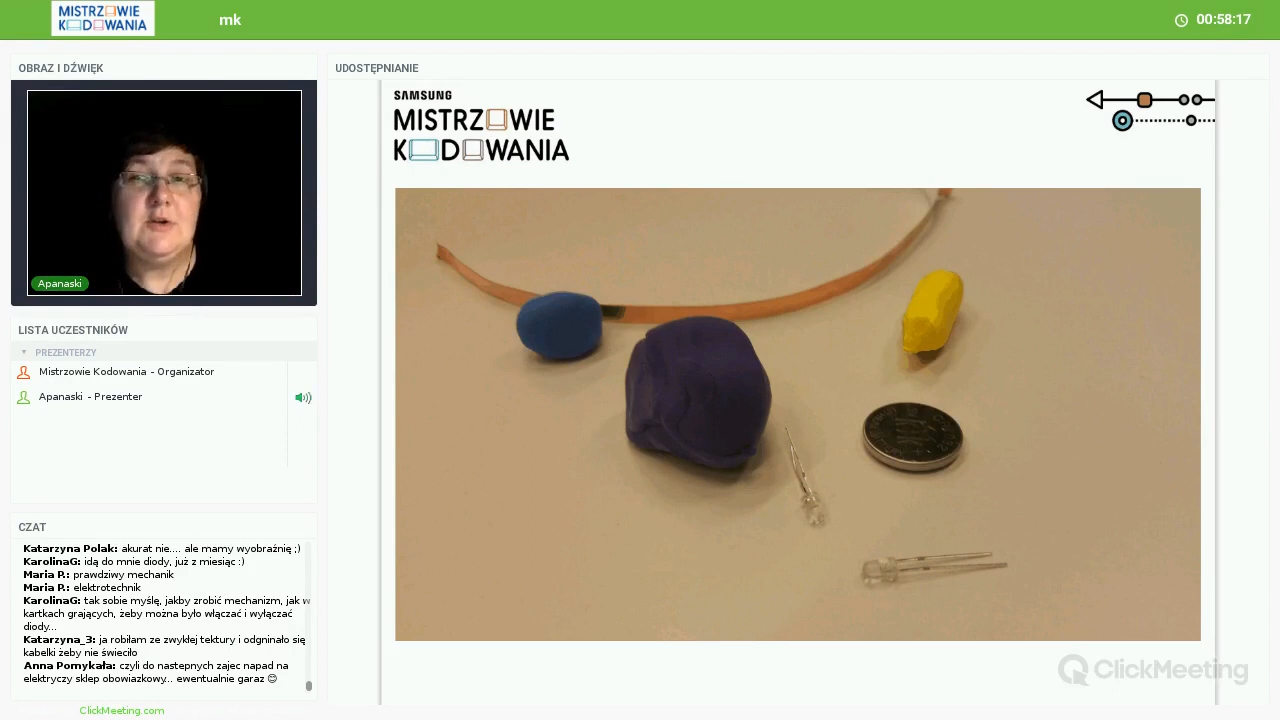 MISTRZOWIE
KODOWANIA
mk
00:58:17
OBRAZ I DŹWIĘK
Apanaski
LISTA UCZESTNIKÓW
PREZENTERZY
Mistrzowie Kodowania - Organizator
Apanaski - Prezenter
CZAT
Katarzyna Polak: akurat nie.... ale mamy wyobraźnię ;)
KarolinaG: idą do mnie diody, już z miesiąc :)
Maria P.: prawdziwy mechanik
Maria P.: elektrotechnik
KarolinaG: tak sobie myślę, jakby zrobić mechanizm, jak w
kartkach grających, żeby można było włączać i wyłączać
diody...
Katarzyna_3: ja robiłam ze zwykłej tektury i odgninało się
kabelki żeby nie świeciło
Anna Pomykała: czyli do nastepnych zajec napad na
elektryczy sklep obowiazkowy... ewentualnie garaz 😊
ClickMeeting.com
UDOSTĘPNIANIE
SAMSUNG
MISTRZOWIE
KODOWANIA
ClickMeeting